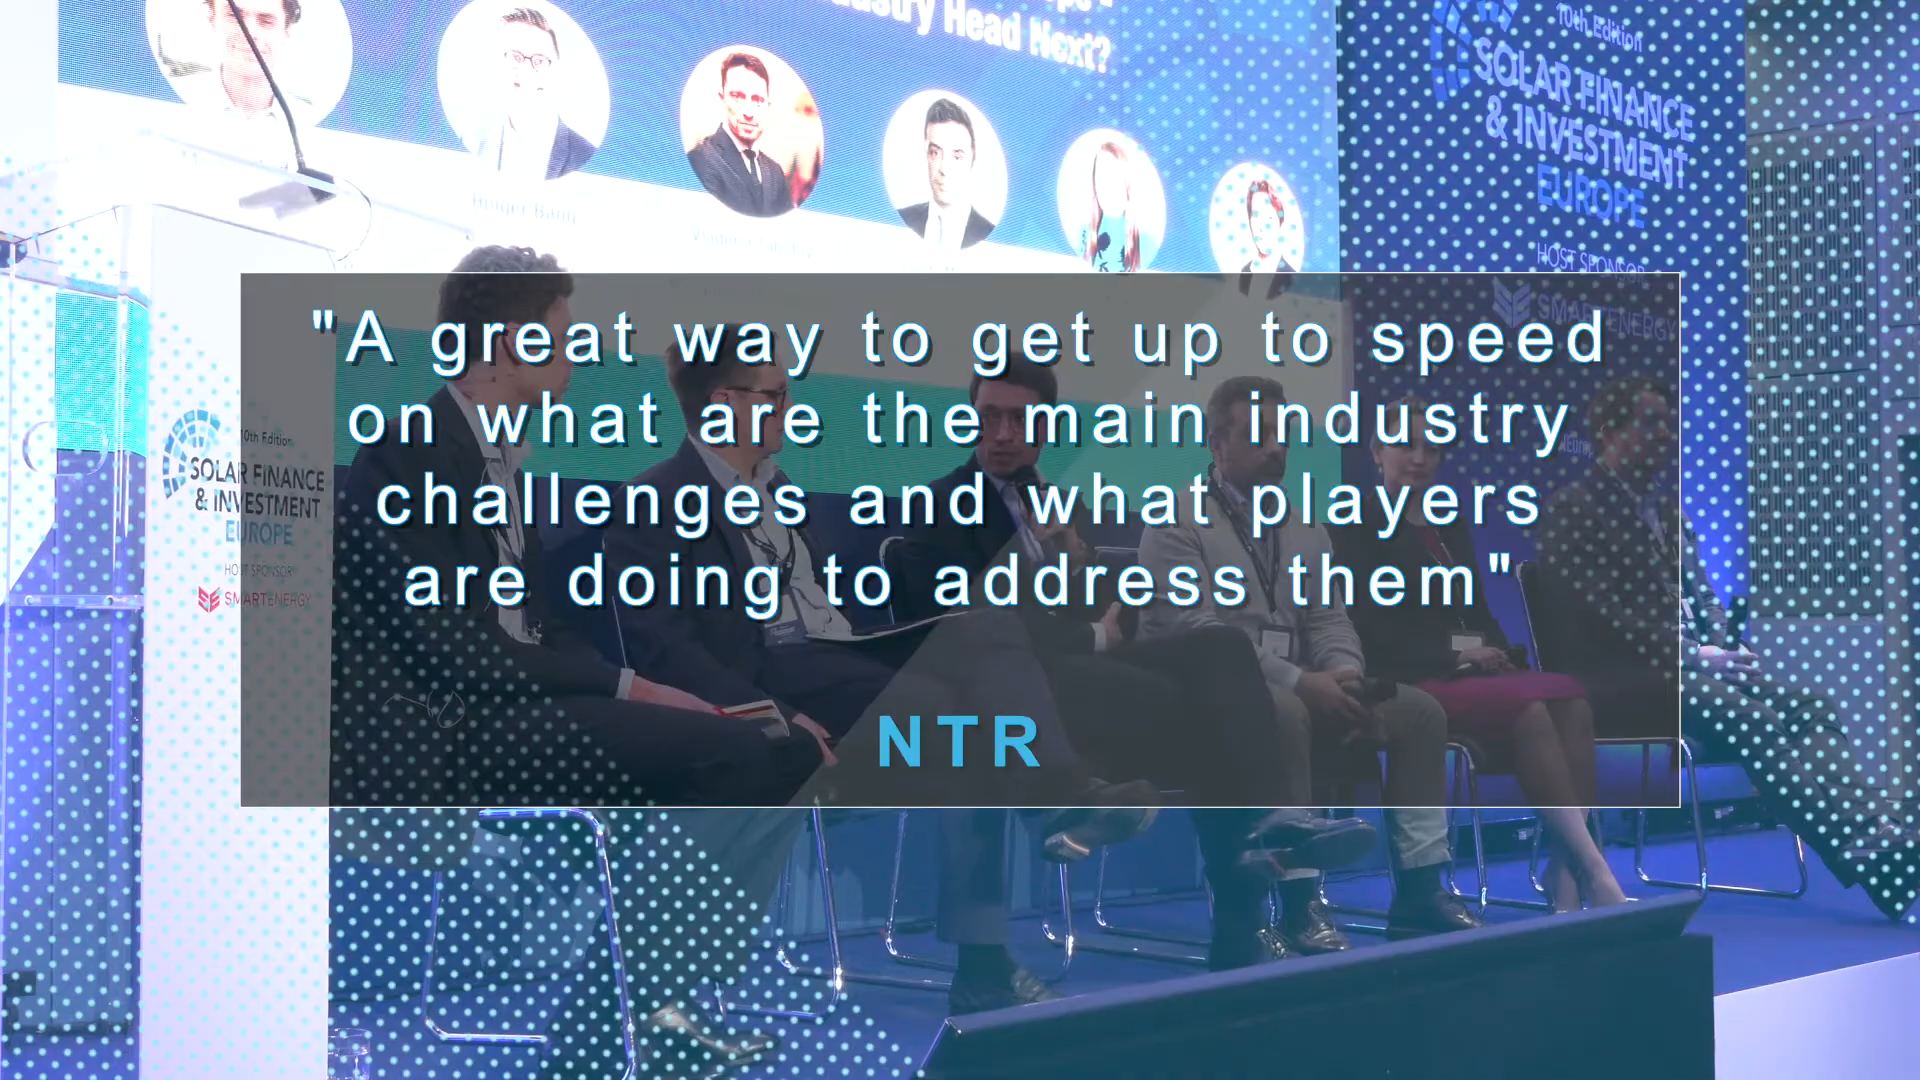 Industry Head Next?
10th Edition
SOLAR FINANCE
& INVESTMENT
EUROPE
HOST SPONSOR
SMARTENERGY
"A great way to get up to speed
on what are the main industry
challenges and what players
are doing to address them"
NTR
10th Edition
SOLAR FINANCE
& INVESTMENT
EUROPE
HOST SPONSOR
SMARTENERGY